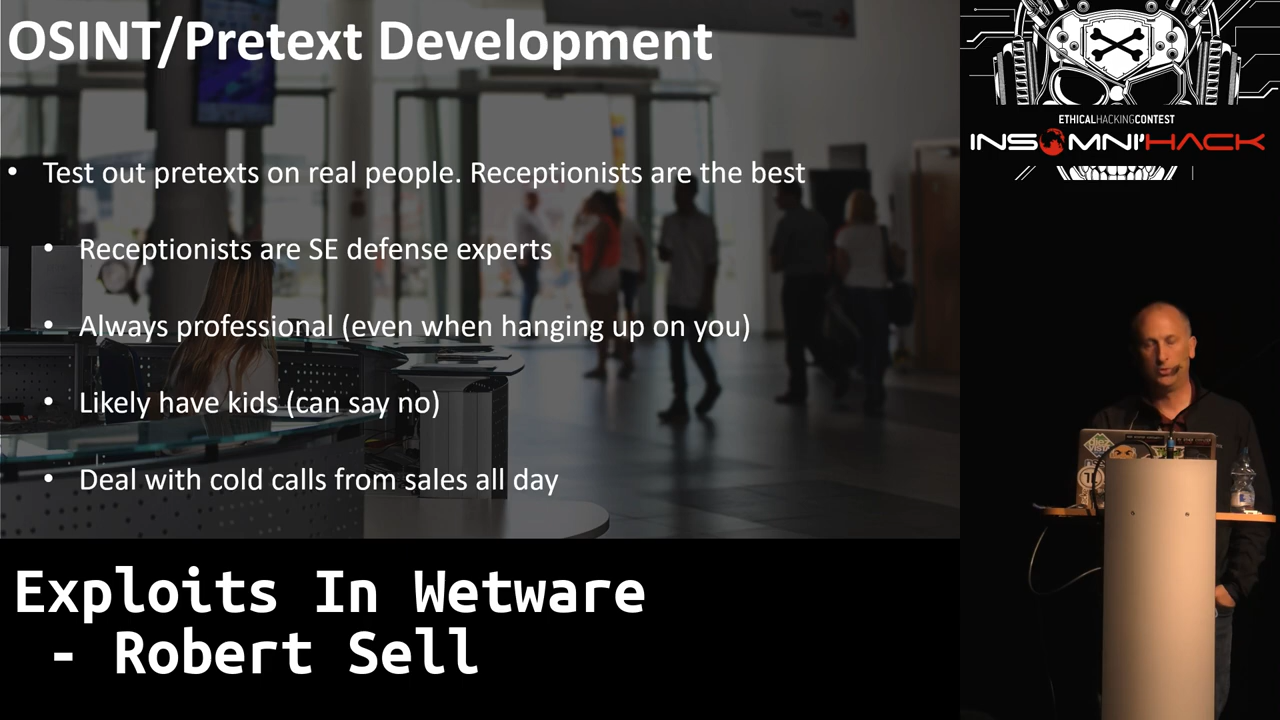 OSINT/Pretext Development
• Test out pretexts on real people. Receptionists are the best
• Receptionists are SE defense experts
• Always professional (even when hanging up on you)
• Likely have kids (can say no)
• Deal with cold calls from sales all day
Exploits In Wetware
- Robert Sell
ETHICALHACKINGCONTEST
INSOMNI'HACK